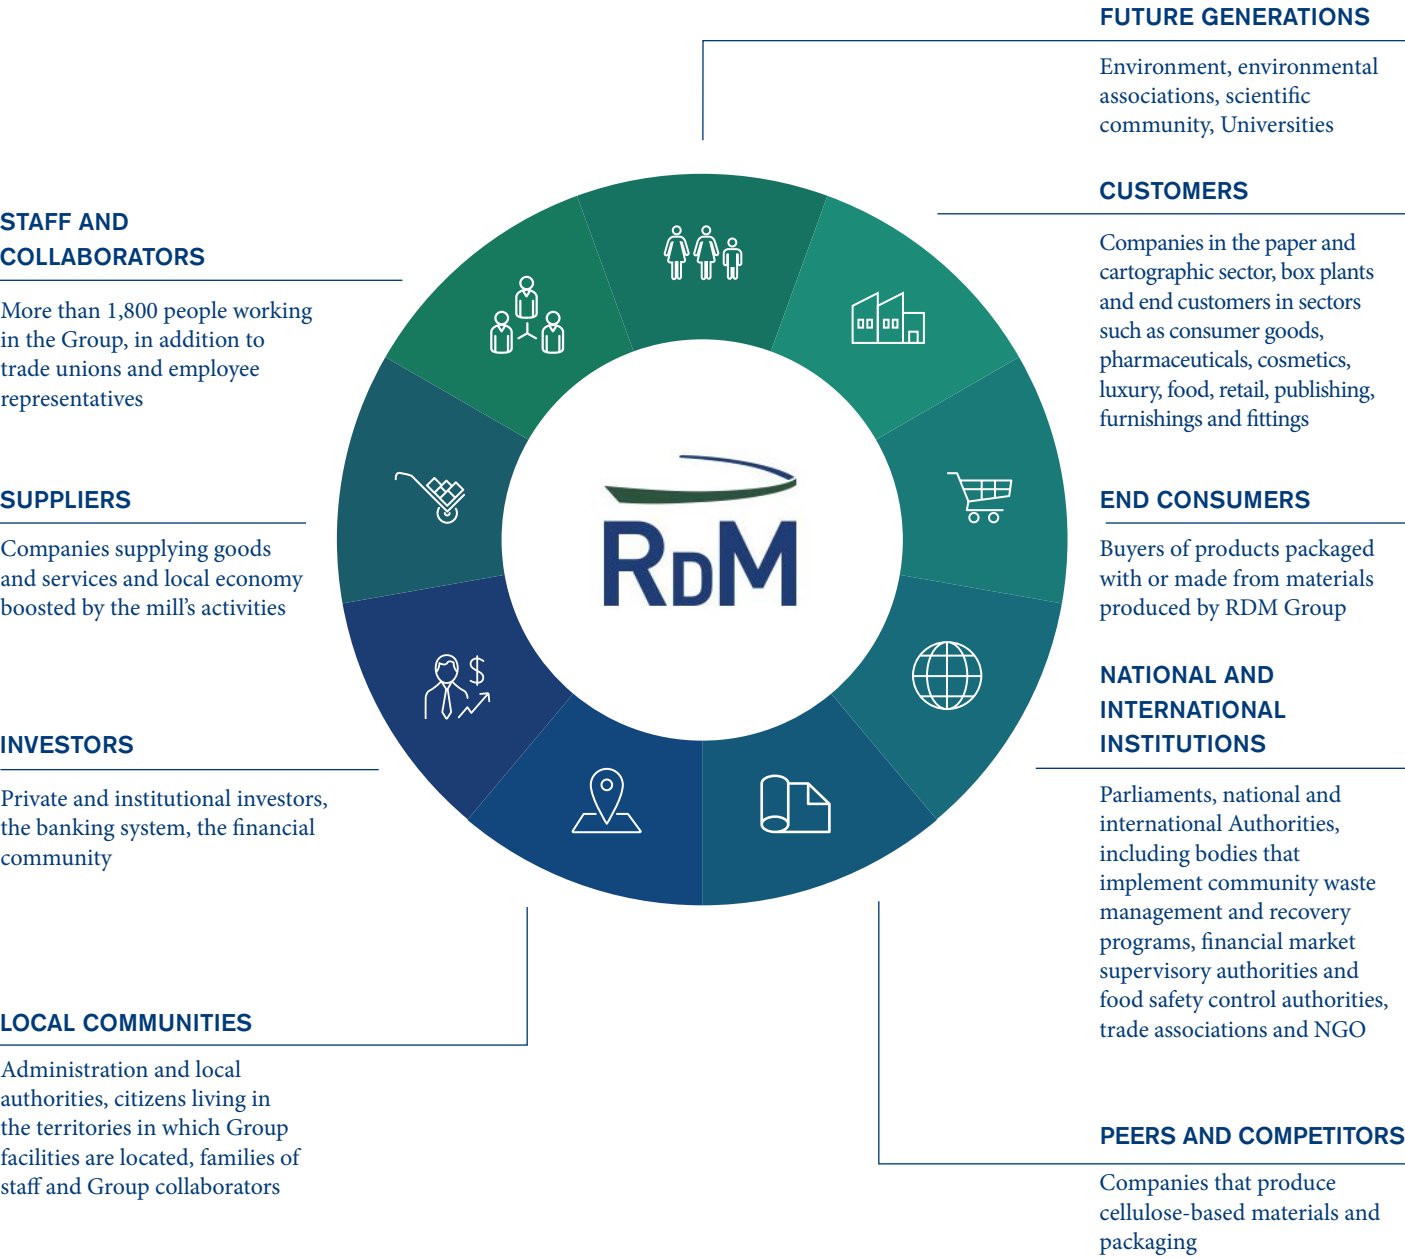 FUTURE GENERATIONS
Environment, environmental
associations, scientific
community, Universities
CUSTOMERS
Companies in the paper and
cartographic sector, box plants
and end customers in sectors
such as consumer goods,
pharmaceuticals, cosmetics,
luxury, food, retail, publishing,
furnishings and fittings
END CONSUMERS
Buyers of products packaged
with or made from materials
produced by RDM Group
NATIONAL AND
INTERNATIONAL
INSTITUTIONS
Parliaments, national and
international Authorities,
including bodies that
implement community waste
management and recovery
programs, financial market
supervisory authorities and
food safety control authorities,
trade associations and NGO
PEERS AND COMPETITORS
Companies that produce
cellulose-based materials and
packaging
LOCAL COMMUNITIES
Administration and local
authorities, citizens living in
the territories in which Group
facilities are located, families of
staff and Group collaborators
INVESTORS
Private and institutional investors,
the banking system, the financial
community
SUPPLIERS
Companies supplying goods
and services and local economy
boosted by the mill's activities
STAFF AND
COLLABORATORS
More than 1,800 people working
in the Group, in addition to
trade unions and employee
representatives
RDM
$